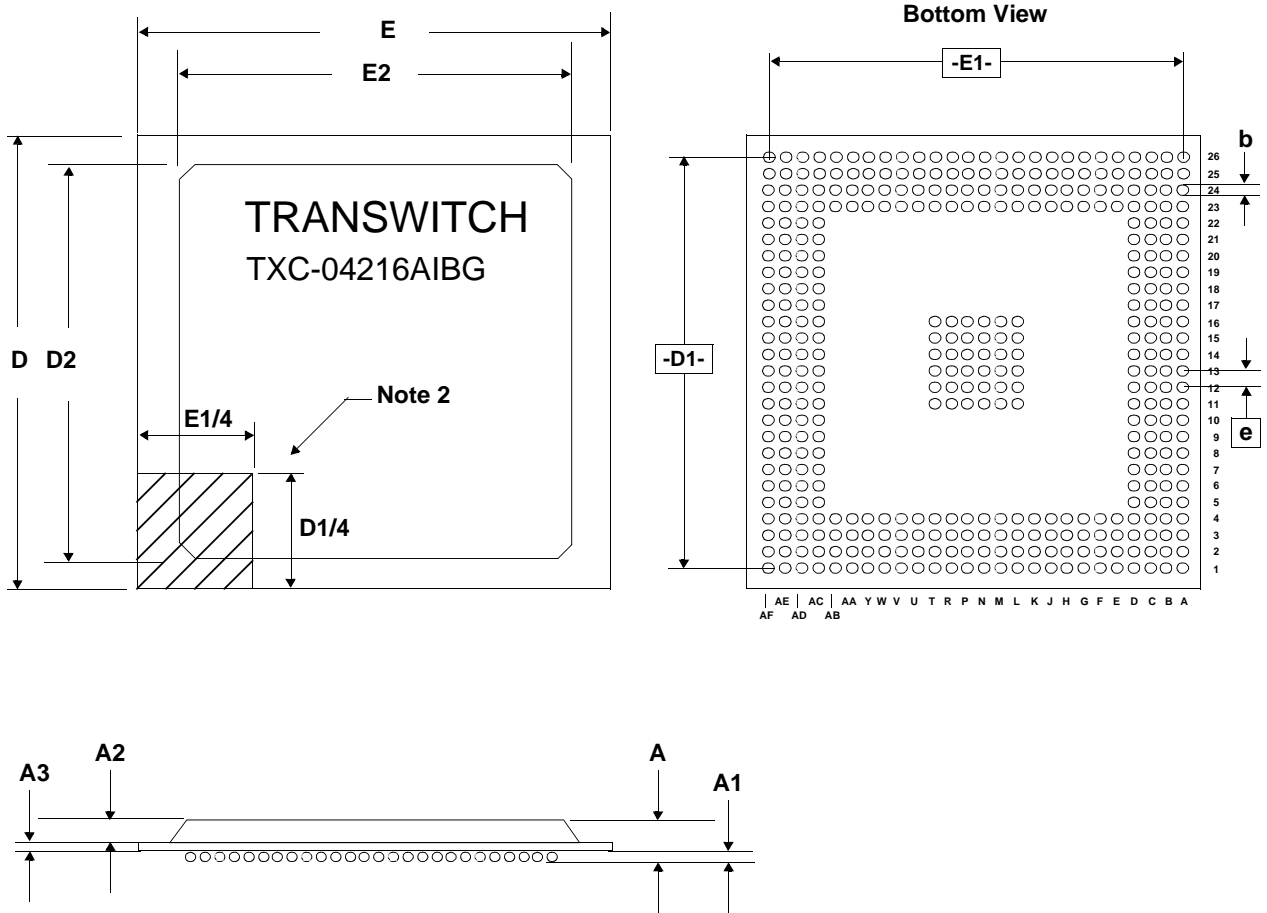 Bottom View
E
E2
-E1-
b
D
D2
TRANSWITCH
TXC-04216AIBG
-D1-
Note 2
E1/4
D1/4
e
26
25
24
23
22
21
20
19
18
17
16
15
14
13
12
11
10
9
8
7
6
5
4
3
2
1
AE AC AA Y W V U T R P N M L K J H G F E D C B A
AF AD AB
A3
A2
A
A1